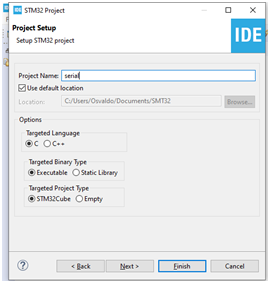 STM32 Project
Project Setup
Setup STM32 project
IDE
Project Name: serial
Use default location
Location: C:/Users/Osvaldo/Documents/SMT32 Browse...
Options
Targeted Language
C C++
Targeted Binary Type
Executable Static Library
Targeted Project Type
STM32Cube Empty
? < Back Next > Finish Cancel